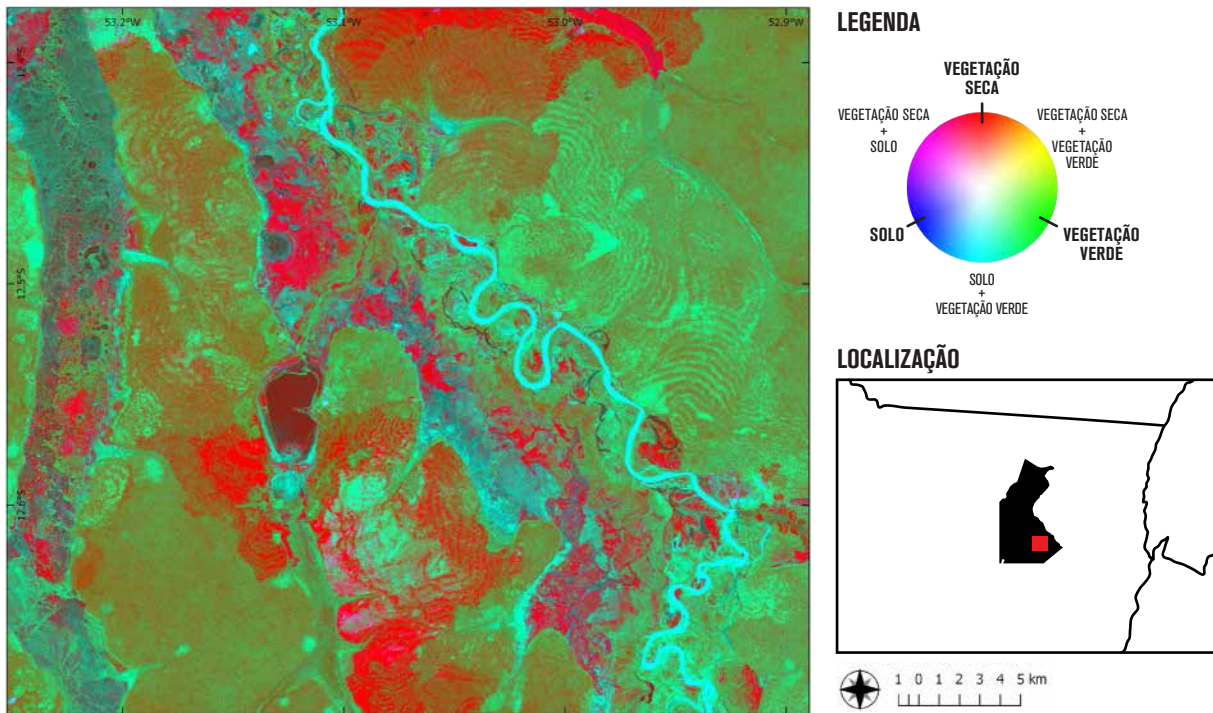 53.2°W
53.1°W
53.0°W
52.9°W
12.4°S
12.5°S
12.6°S
LEGENDA
VEGETAÇÃO
SECA
VEGETAÇÃO SECA
+
SOLO
VEGETAÇÃO SECA
+
VEGETAÇÃO
VERDE
SOLO
VEGETAÇÃO
VERDE
SOLO
+
VEGETAÇÃO VERDE
LOCALIZAÇÃO
1 0 1 2 3 4 5 km